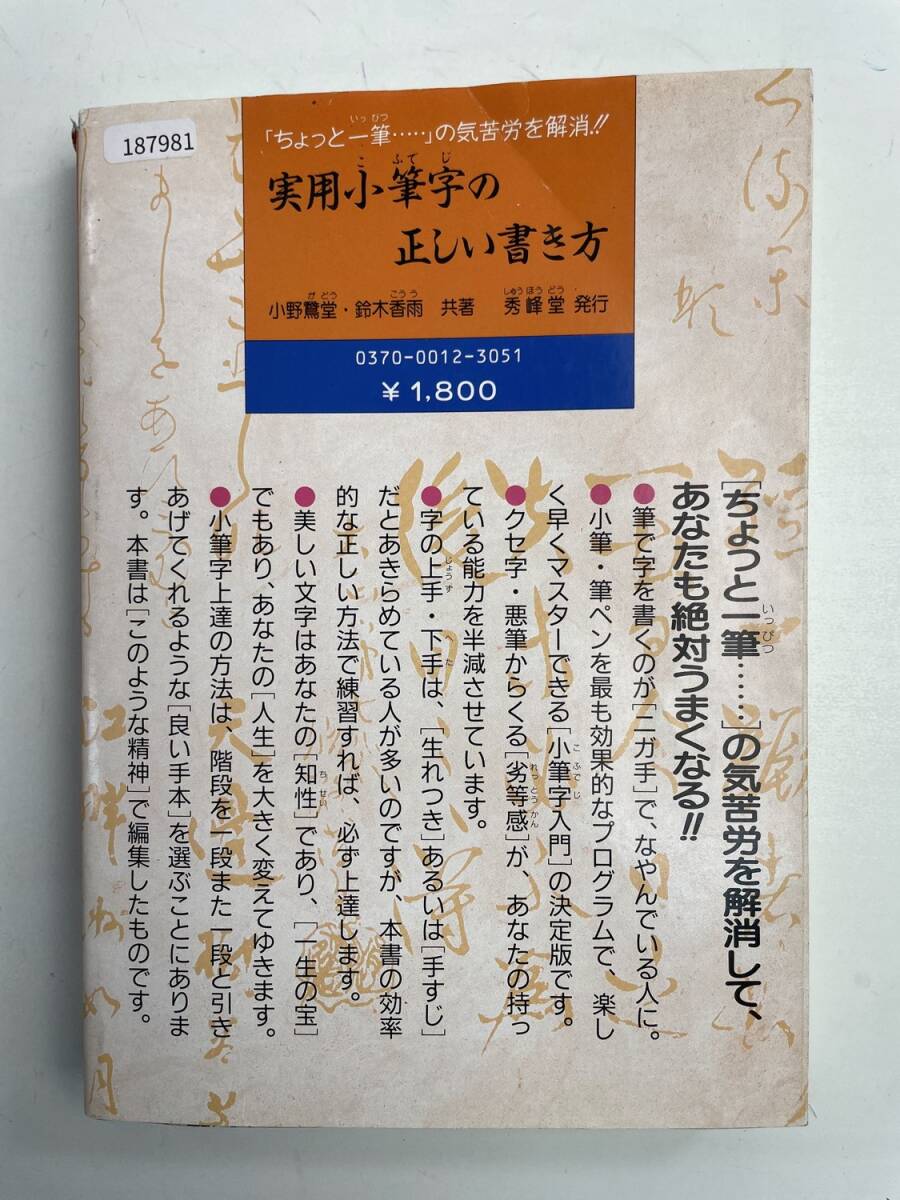 187981
「ちょっと一筆……」の気苦労を解消!!
実用小筆字の
正しい書き方
小野鵞堂・鈴木香雨 共著 秀峰堂 発行
0370-0012-3051
¥1,800
[ちょっと一筆……]の気苦労を解消して、
あなたも絶対うまくなる!!
●筆で字を書くのが[ニガ手]で、なやんでいる人に。
●小筆・筆ペンを最も効果的なプログラムで、楽し
く早くマスターできる[小筆字入門]の決定版です。
●クセ字・悪筆からくる[劣等感]が、あなたの持っ
ている能力を半減させています。
●字の上手・下手は、[生れつき]あるいは[手すじ]
だとあきらめている人が多いのですが、本書の効率
的な正しい方法で練習すれば、必ず上達します。
●美しい文字はあなたの[知性]であり、[一生の宝]
でもあり、あなたの[人生]を大きく変えてゆきます。
●小筆字上達の方法は、階段を一段また一段と引き
あげてくれるような[良い手本]を選ぶことにありま
す。本書は[このような精神]で編集したものです。